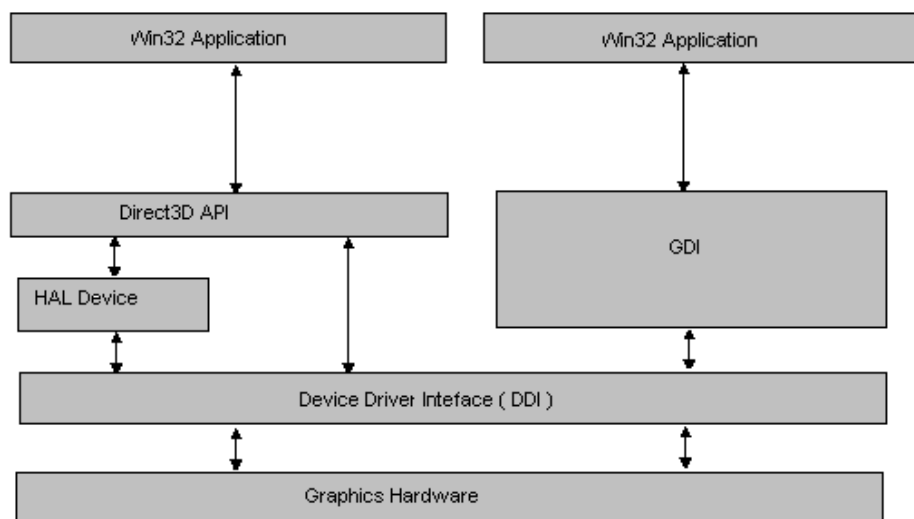 Win32 Application
Win32 Application
Direct3D API
GDI
HAL Device
Device Driver Inteface ( DDI )
Graphics Hardware